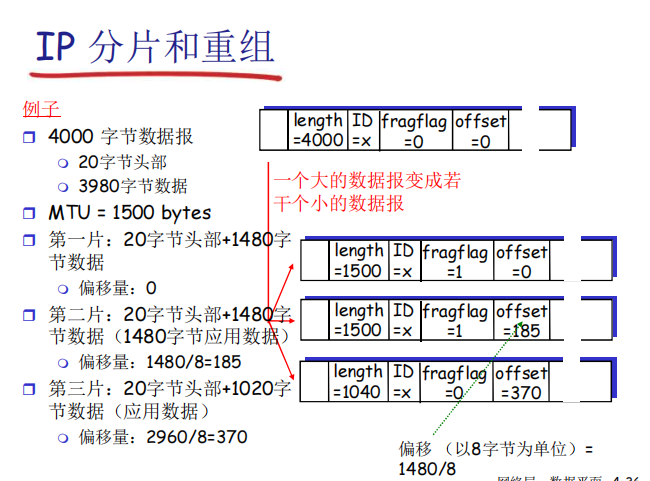 IP 分片和重组
例子
4000 字节数据报
20字节头部
3980字节数据
MTU = 1500 bytes
第一片：20字节头部+1480字
节数据
偏移量：0
第二片：20字节头部+1480字
节数据（1480字节应用数据）
偏移量：1480/8=185
第三片：20字节头部+1020字
节数据（应用数据）
偏移量：2960/8=370
length ID fragflag offset
=4000 =x =0 =0
一个大的数据报变成若
干个小的数据报
length ID fragflag offset
=1500 =x =1 =0
length ID fragflag offset
=1500 =x =1 =185
length ID fragflag offset
=1040 =x =0 =370
偏移 （以8字节为单位）=
1480/8
网络层：数据平面 4-36